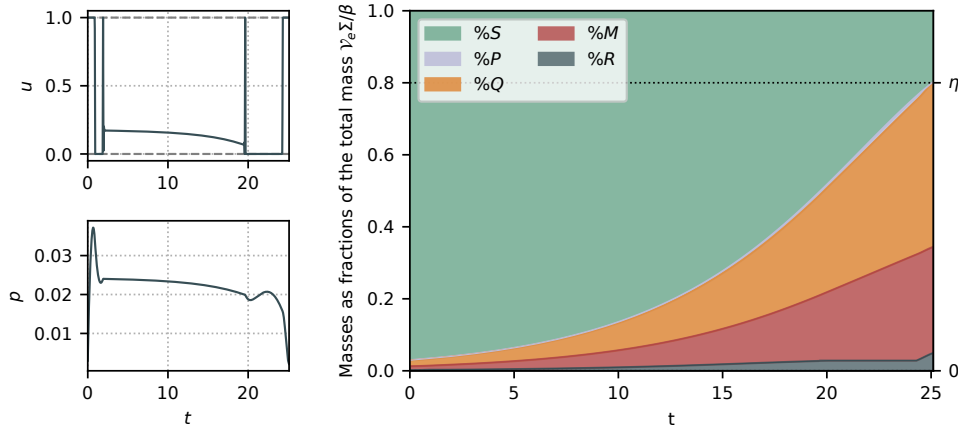 1.0
0.5
0.0
u
0 10 20
0.03
0.02
0.01
p
0 10 20
t
Masses as fractions of the total mass 𝒱ₑΣ/β
1.0
0.8
0.6
0.4
0.2
0.0
%S %M
%P %R
%Q
η
0
0 5 10 15 20 25
t